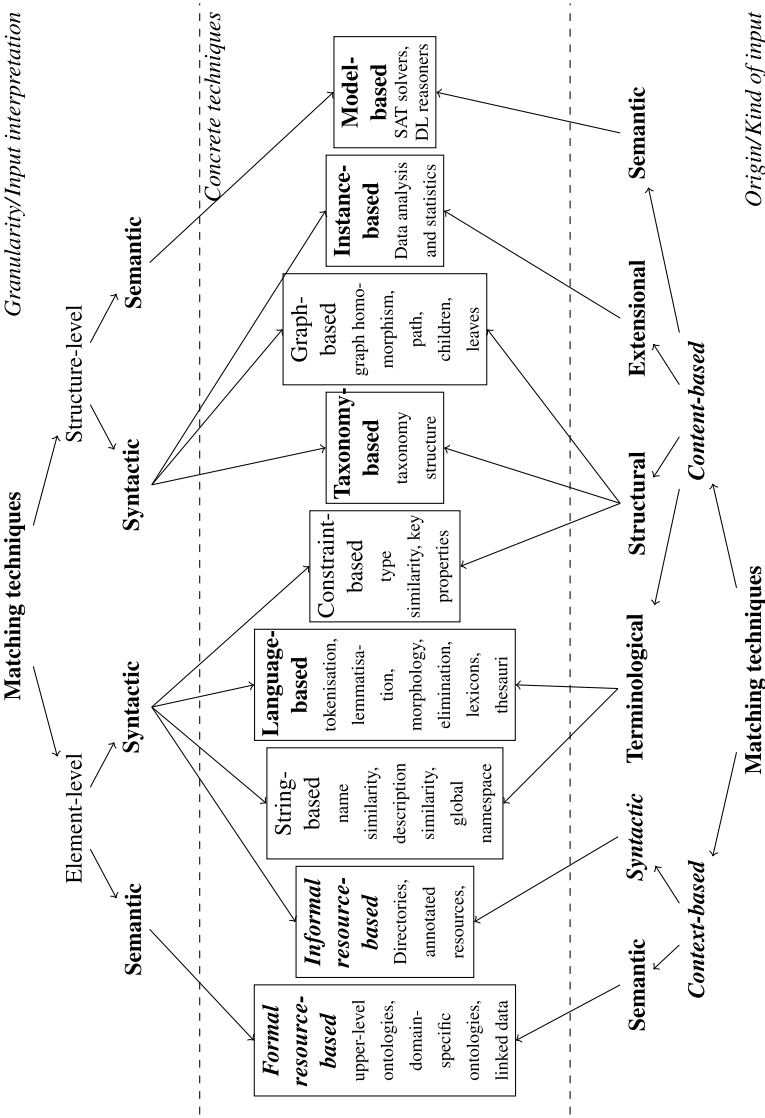 Matching techniques
Granularity/Input interpretation
Element-level
Structure-level
Semantic
Syntactic
Syntactic
Semantic
Concrete techniques
Formal
resource-
based
upper-level
ontologies,
domain-
specific
ontologies,
linked data
Informal
resource-
based
Directories,
annotated
resources,
String-
based
name
similarity,
description
similarity,
global
namespace
Language-
based
tokenisation,
lemmatisa-
tion,
morphology,
elimination,
lexicons,
thesauri
Constraint-
based
type
similarity, key
properties
Taxonomy-
based
taxonomy
structure
Graph-
based
graph homo-
morphism,
path,
children,
leaves
Instance-
based
Data analysis
and statistics
Model-
based
SAT solvers,
DL reasoners
Semantic
Syntactic
Terminological
Structural
Extensional
Semantic
Context-based
Content-based
Matching techniques
Origin/Kind of input